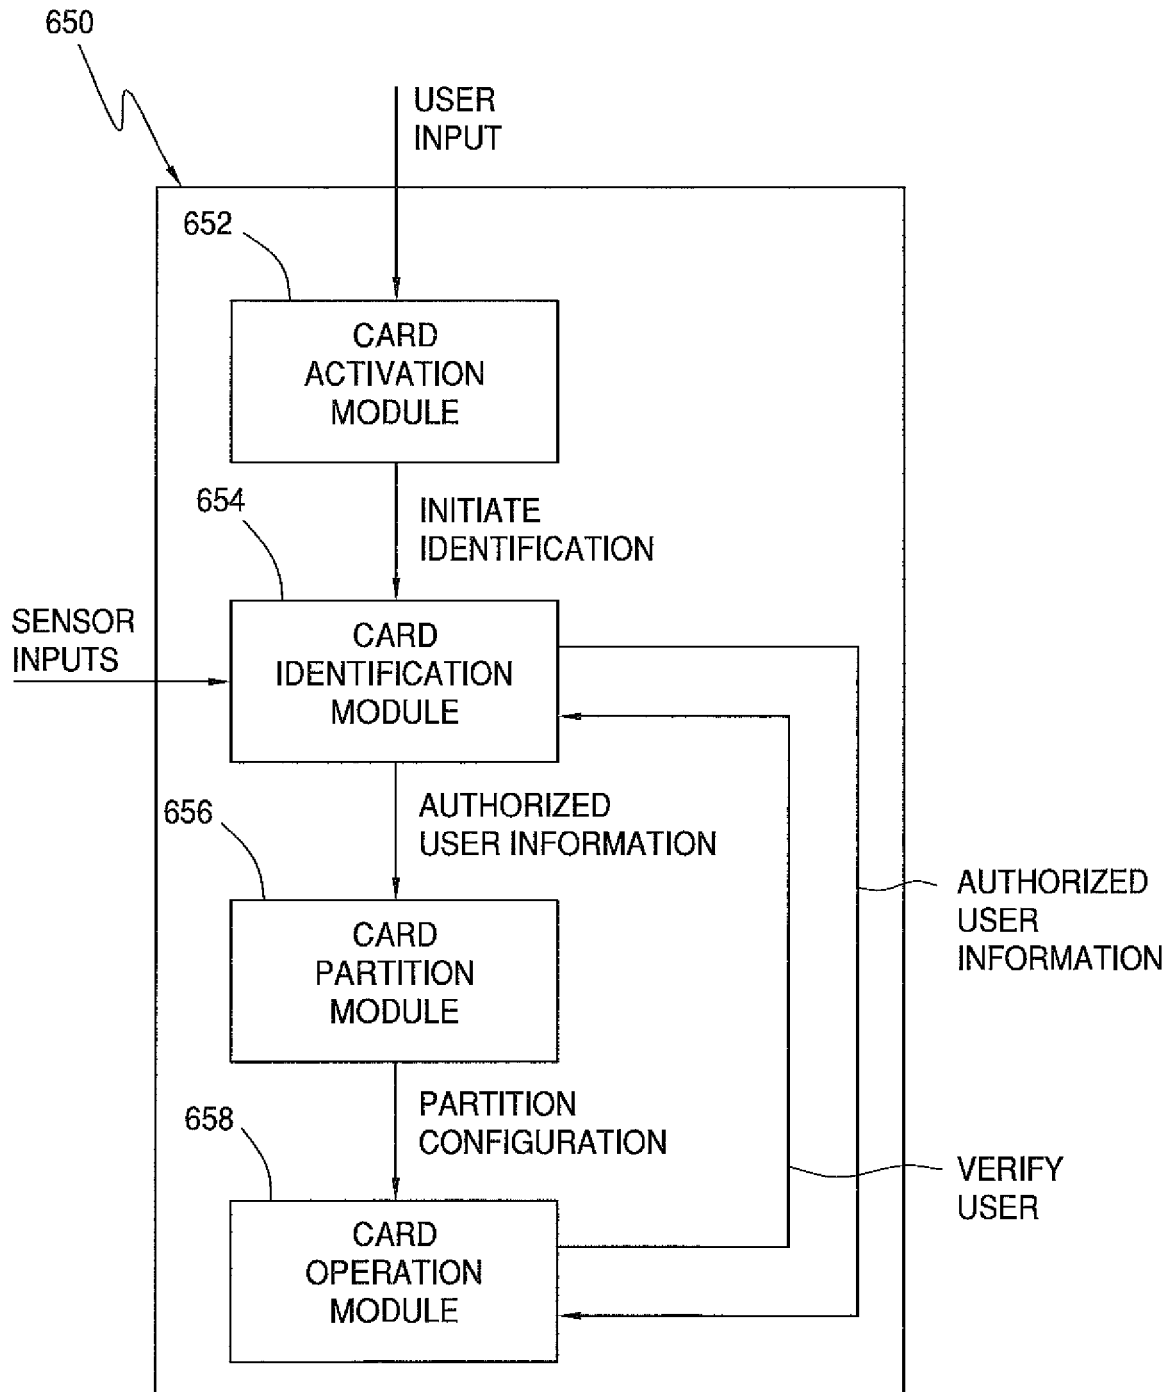 650
USER
INPUT
652
CARD
ACTIVATION
MODULE
654
INITIATE
IDENTIFICATION
SENSOR
INPUTS
CARD
IDENTIFICATION
MODULE
656
AUTHORIZED
USER INFORMATION
CARD
PARTITION
MODULE
AUTHORIZED
USER
INFORMATION
658
PARTITION
CONFIGURATION
VERIFY
USER
CARD
OPERATION
MODULE